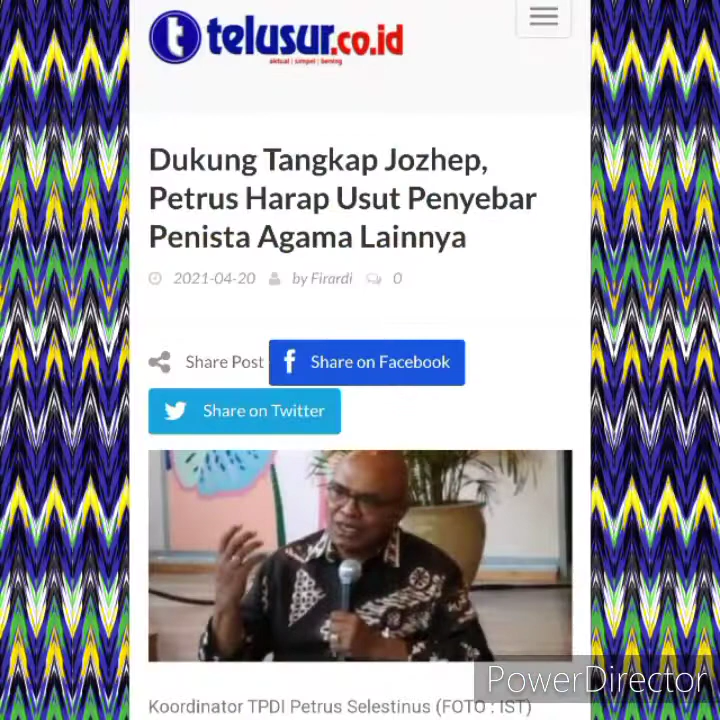 telusur.co.id
aktual | simpel | bening
Dukung Tangkap Jozhep,
Petrus Harap Usut Penyebar
Penista Agama Lainnya
2021-04-20 by Firardi 0
Share Post f Share on Facebook
Share on Twitter
PowerDirector
Koordinator TPDI Petrus Selestinus (FOTO : IST)